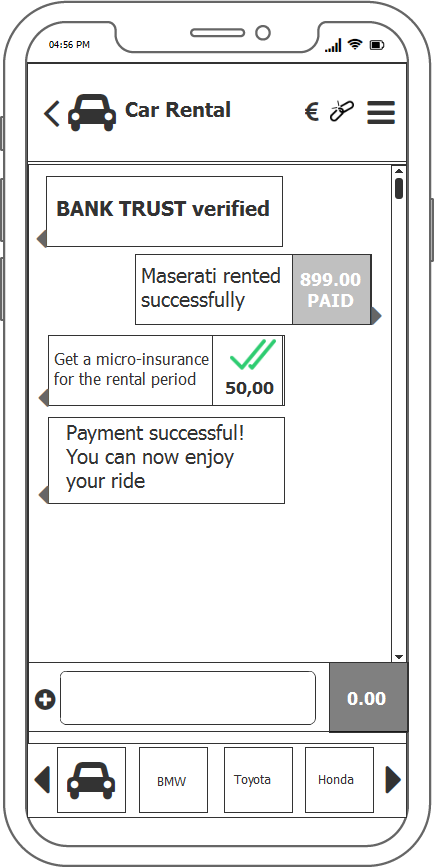 04:56 PM
Car Rental €
BANK TRUST verified
Maserati rented
successfully
899.00
PAID
Get a micro-insurance
for the rental period
50,00
Payment successful!
You can now enjoy
your ride
0.00
BMW
Toyota
Honda